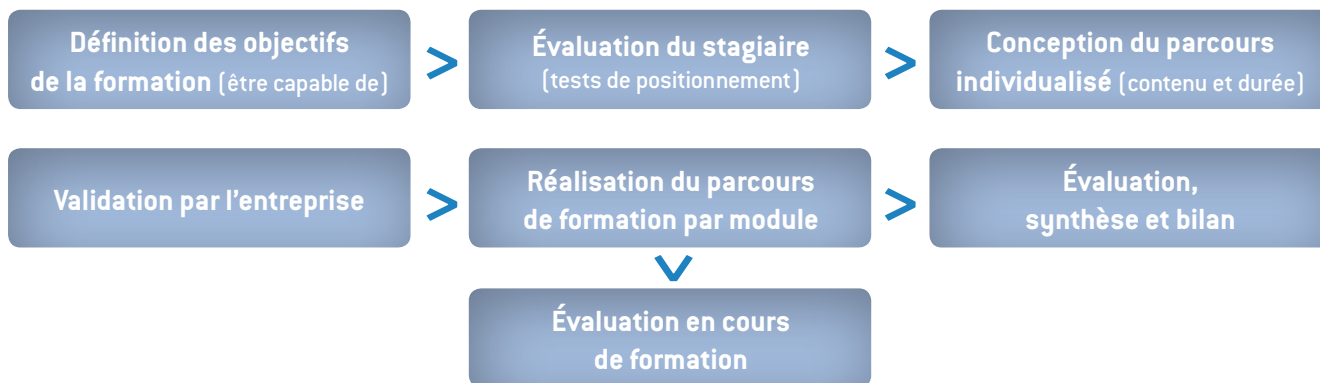 Définition des objectifs
de la formation (être capable de)
>
Évaluation du stagiaire
(tests de positionnement)
>
Conception du parcours
individualisé (contenu et durée)
Validation par l'entreprise
>
Réalisation du parcours
de formation par module
>
Évaluation,
synthèse et bilan
Évaluation en cours
de formation